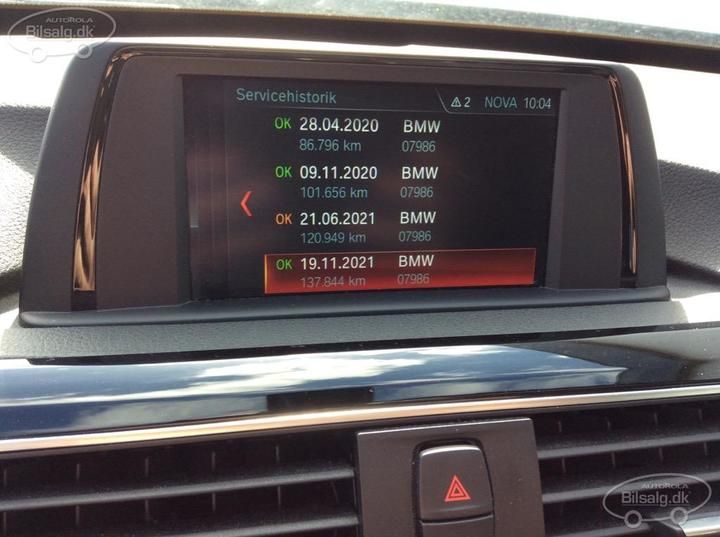 AUTOROLA
Bilsalg.dk
Servicehistorik
2 NOVA 10:04
OK 28.04.2020 BMW
86.796 km 07986
OK 09.11.2020 BMW
101.656 km 07986
OK 21.06.2021 BMW
120.949 km 07986
OK 19.11.2021 BMW
137.844 km 07986
AUTOROLA
Bilsalg.dk